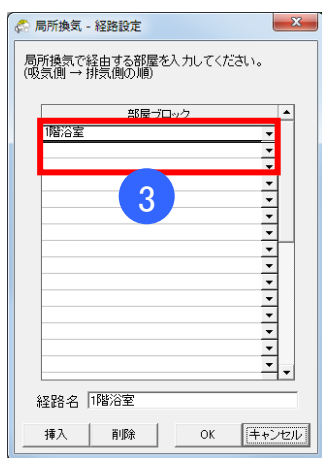 局所換気 - 経路設定
局所換気で経由する部屋を入力してください。
(吸気側 → 排気側の順)
部屋ブロック
1階浴室
3
経路名 1階浴室
挿入 削除 OK キャンセル